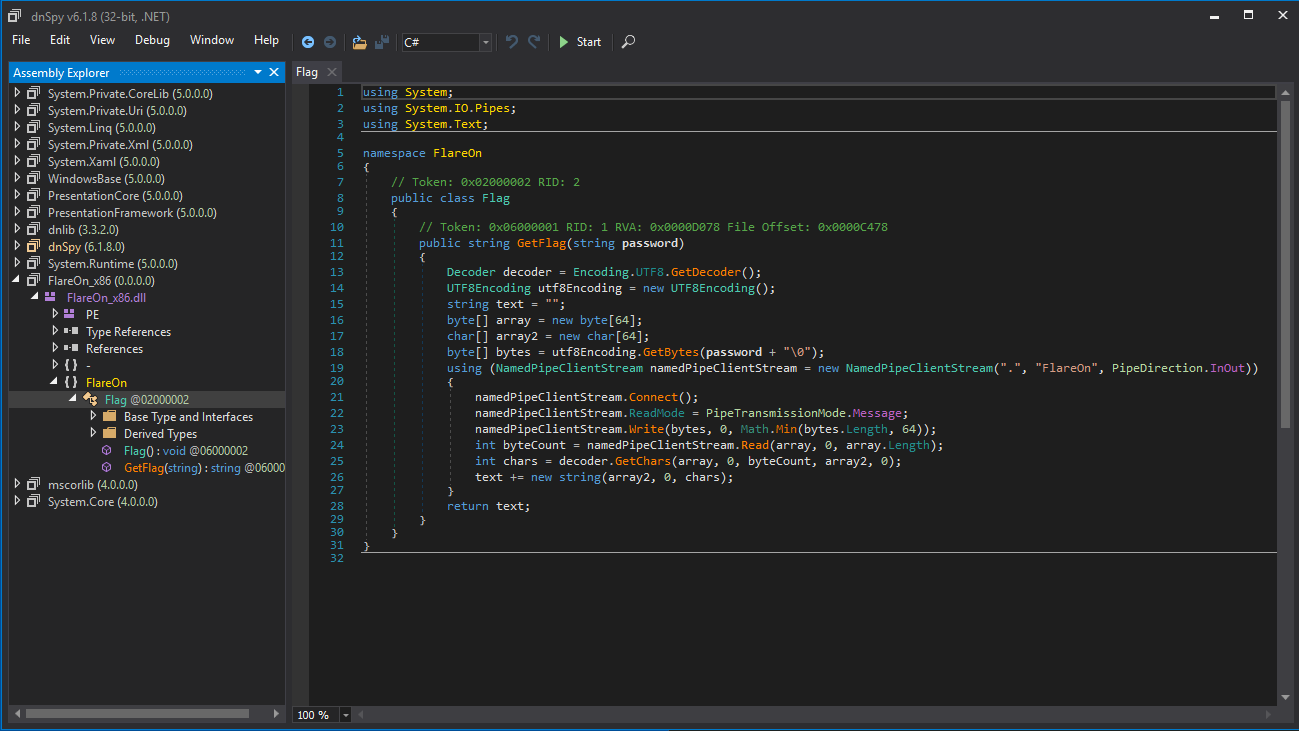 dnSpy v6.1.8 (32-bit, .NET)
File Edit View Debug Window Help C# Start
Assembly Explorer
System.Private.CoreLib (5.0.0.0)
System.Private.Uri (5.0.0.0)
System.Linq (5.0.0.0)
System.Private.Xml (5.0.0.0)
System.Xaml (5.0.0.0)
WindowsBase (5.0.0.0)
PresentationCore (5.0.0.0)
PresentationFramework (5.0.0.0)
dnlib (3.3.2.0)
dnSpy (6.1.8.0)
System.Runtime (5.0.0.0)
FlareOn_x86 (0.0.0.0)
FlareOn_x86.dll
PE
Type References
References
{ } -
{ } FlareOn
Flag @02000002
Base Type and Interfaces
Derived Types
Flag() : void @06000002
GetFlag(string) : string @06000
mscorlib (4.0.0.0)
System.Core (4.0.0.0)
Flag
1 using System;
2 using System.IO.Pipes;
3 using System.Text;
4
5 namespace FlareOn
6 {
7 // Token: 0x02000002 RID: 2
8 public class Flag
9 {
10 // Token: 0x06000001 RID: 1 RVA: 0x0000D078 File Offset: 0x0000C478
11 public string GetFlag(string password)
12 {
13 Decoder decoder = Encoding.UTF8.GetDecoder();
14 UTF8Encoding utf8Encoding = new UTF8Encoding();
15 string text = "";
16 byte[] array = new byte[64];
17 char[] array2 = new char[64];
18 byte[] bytes = utf8Encoding.GetBytes(password + "\0");
19 using (NamedPipeClientStream namedPipeClientStream = new NamedPipeClientStream(".", "FlareOn", PipeDirection.InOut))
20 {
21 namedPipeClientStream.Connect();
22 namedPipeClientStream.ReadMode = PipeTransmissionMode.Message;
23 namedPipeClientStream.Write(bytes, 0, Math.Min(bytes.Length, 64));
24 int byteCount = namedPipeClientStream.Read(array, 0, array.Length);
25 int chars = decoder.GetChars(array, 0, byteCount, array2, 0);
26 text += new string(array2, 0, chars);
27 }
28 return text;
29 }
30 }
31 }
32
100 %